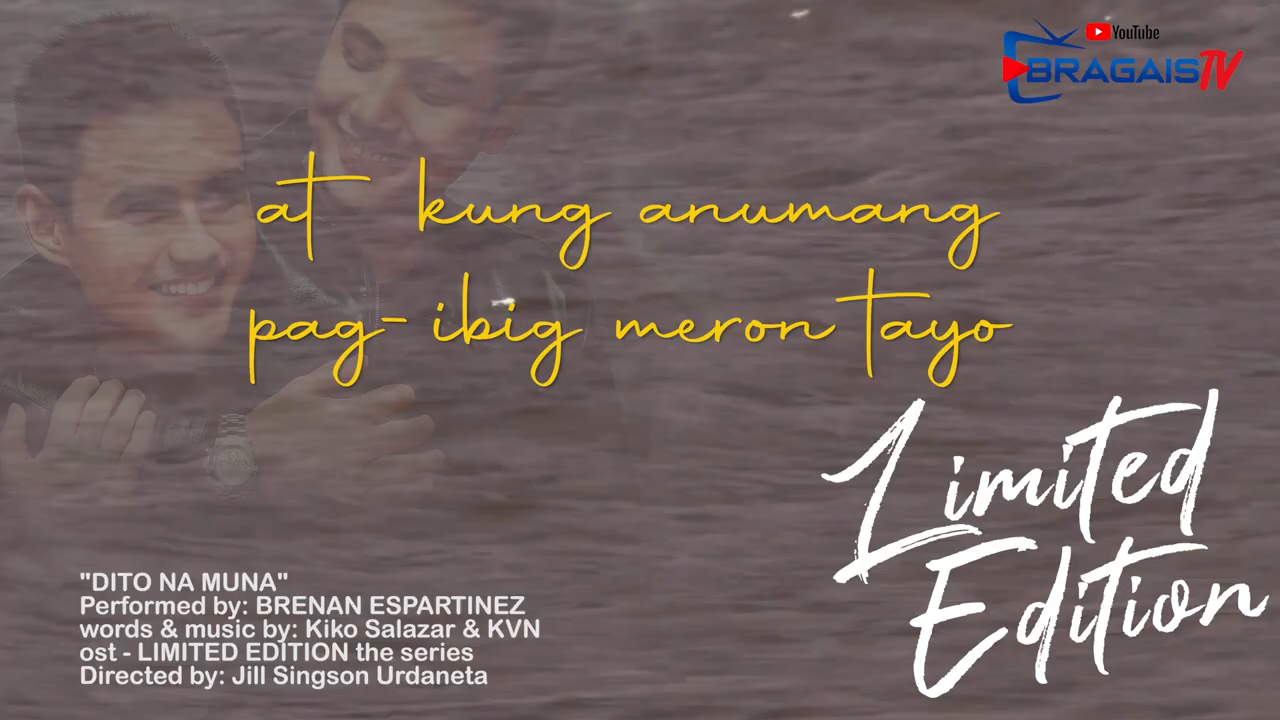 YouTube
BRAGAISTV
at kung anumang
pag-ibig meron tayo
Limited
Edition
"DITO NA MUNA"
Performed by: BRENAN ESPARTINEZ
words & music by: Kiko Salazar & KVN
ost - LIMITED EDITION the series
Directed by: Jill Singson Urdaneta